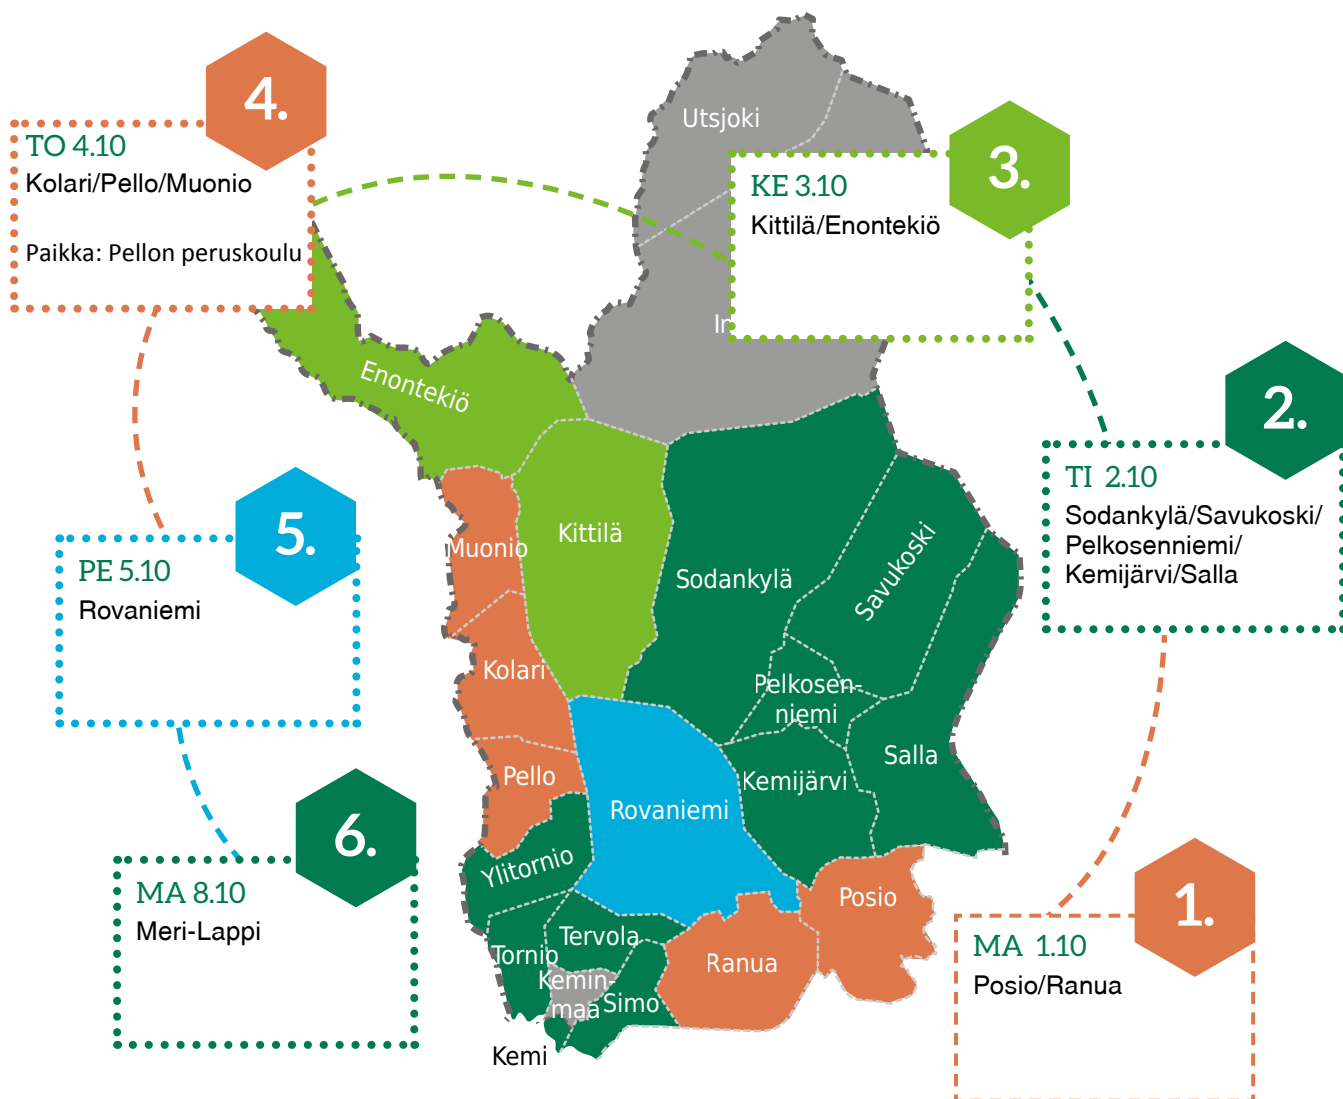 4.
TO 4.10
Kolari/Pello/Muonio
Paikka: Pellon peruskoulu
3.
KE 3.10
Kittilä/Enontekiö
2.
TI 2.10
Sodankylä/Savukoski/
Pelkosenniemi/
Kemijärvi/Salla
5.
PE 5.10
Rovaniemi
6.
MA 8.10
Meri-Lappi
1.
MA 1.10
Posio/Ranua
Utsjoki
Enontekiö
Kittilä
Muonio
Sodankylä
Savukoski
Kolari
Pelkosen-
niemi
Salla
Pello
Kemijärvi
Rovaniemi
Ylitornio
Posio
Tervola
Tornio
Ranua
Kemin-
maa
Simo
Kemi